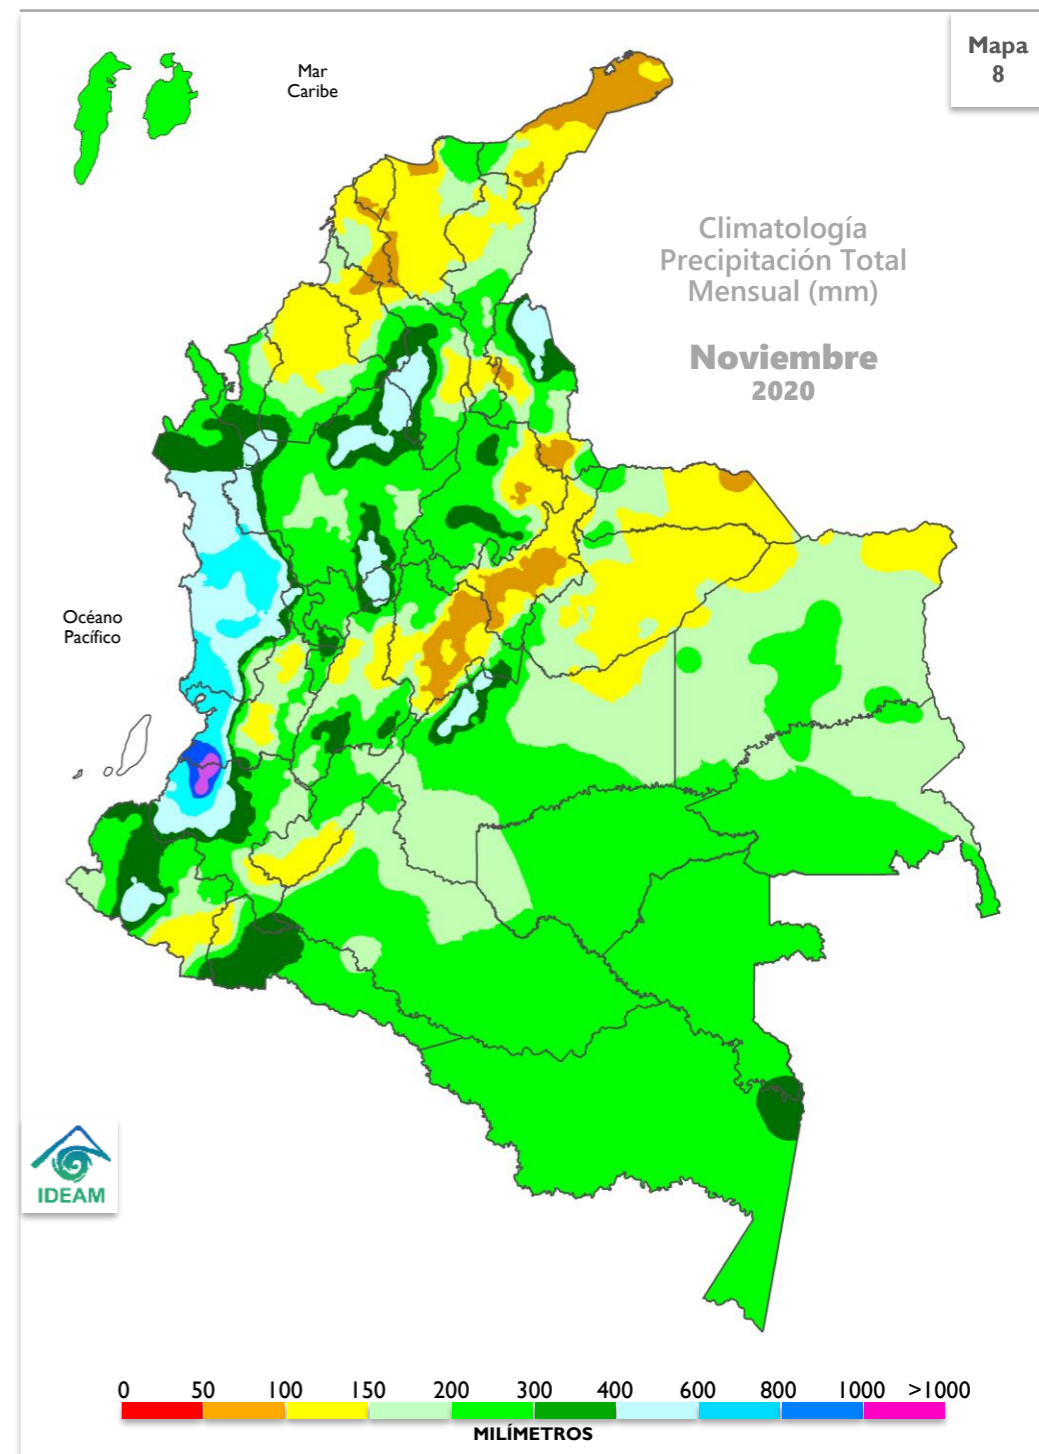 Mapa
8
Mar
Caribe
Climatología
Precipitación Total
Mensual (mm)
Noviembre
2020
Océano
Pacífico
IDEAM
0 50 100 150 200 300 400 600 800 1000 >1000
MILÍMETROS